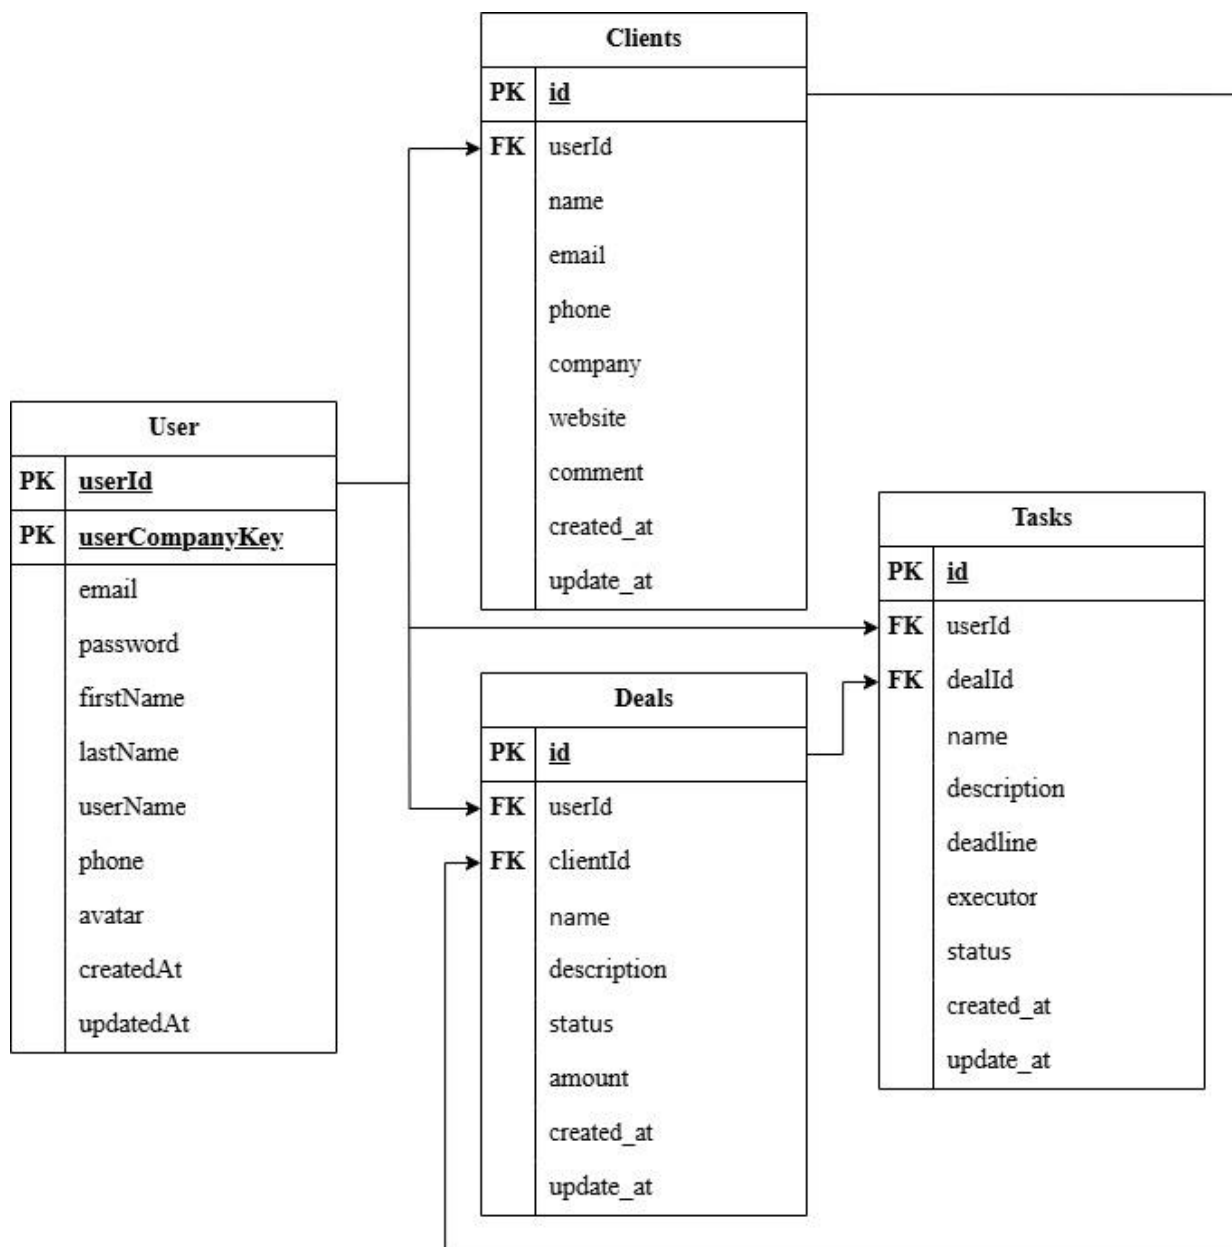 Clients
PK id
FK userId
name
email
phone
company
website
comment
created_at
update_at
User
PK userId
PK userCompanyKey
email
password
firstName
lastName
userName
phone
avatar
createdAt
updatedAt
Deals
PK id
FK userId
FK clientId
name
description
status
amount
created_at
update_at
Tasks
PK id
FK userId
FK dealId
name
description
deadline
executor
status
created_at
update_at